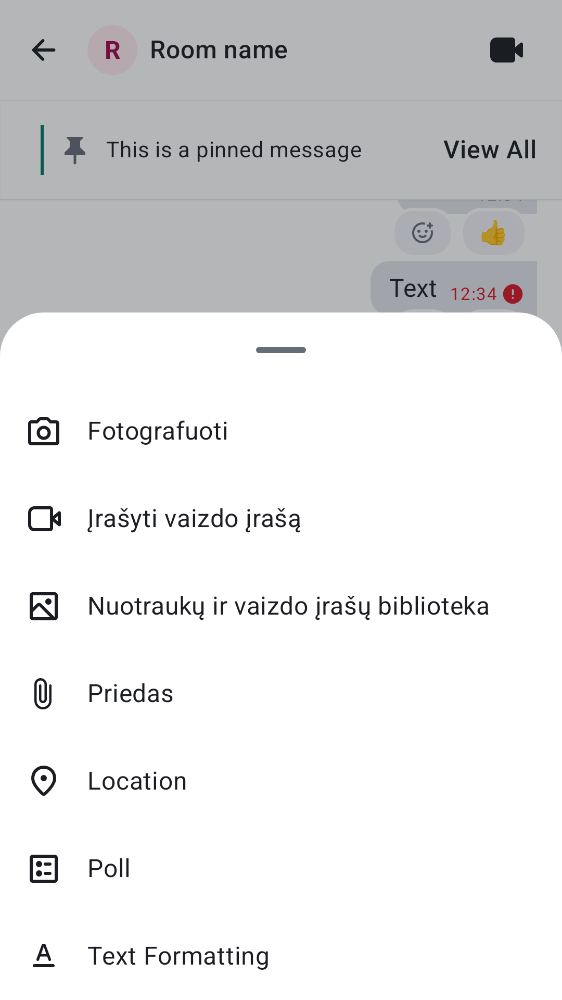 R Room name
This is a pinned message View All
Text 12:34
Fotografuoti
Įrašyti vaizdo įrašą
Nuotraukų ir vaizdo įrašų biblioteka
Priedas
Location
Poll
Text Formatting